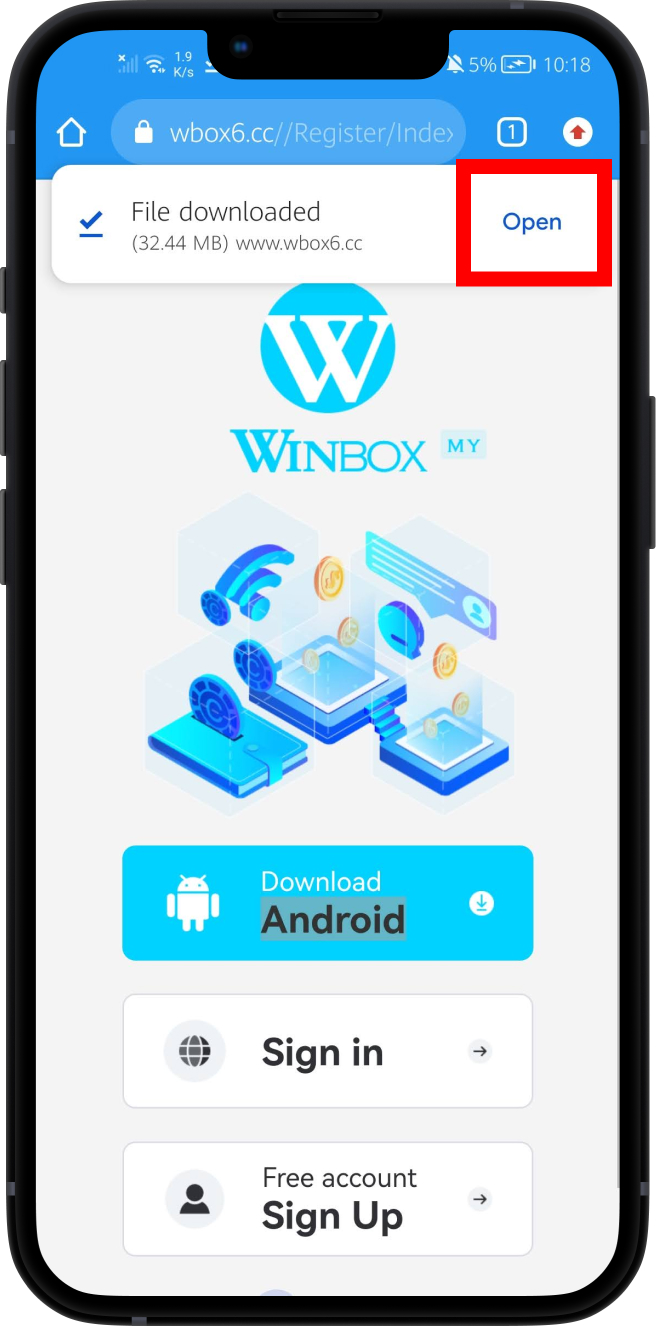 1.9
K/s
5%
10:18
wbox6.cc//Register/Index
1
File downloaded
(32.44 MB) www.wbox6.cc
Open
W
WINBOX MY
Download
Android
Sign in
Free account
Sign Up